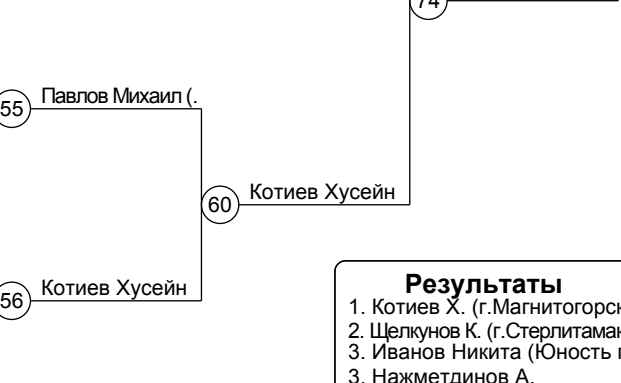 74
Павлов Михаил (.
55
Котиев Хусейн
60
Котиев Хусейн
56
Результаты
1. Котиев Х. (г.Магнитогорск
2. Щелкунов К. (г.Стерлитамак
3. Иванов Никита (Юность
3. Нажметдинов А.